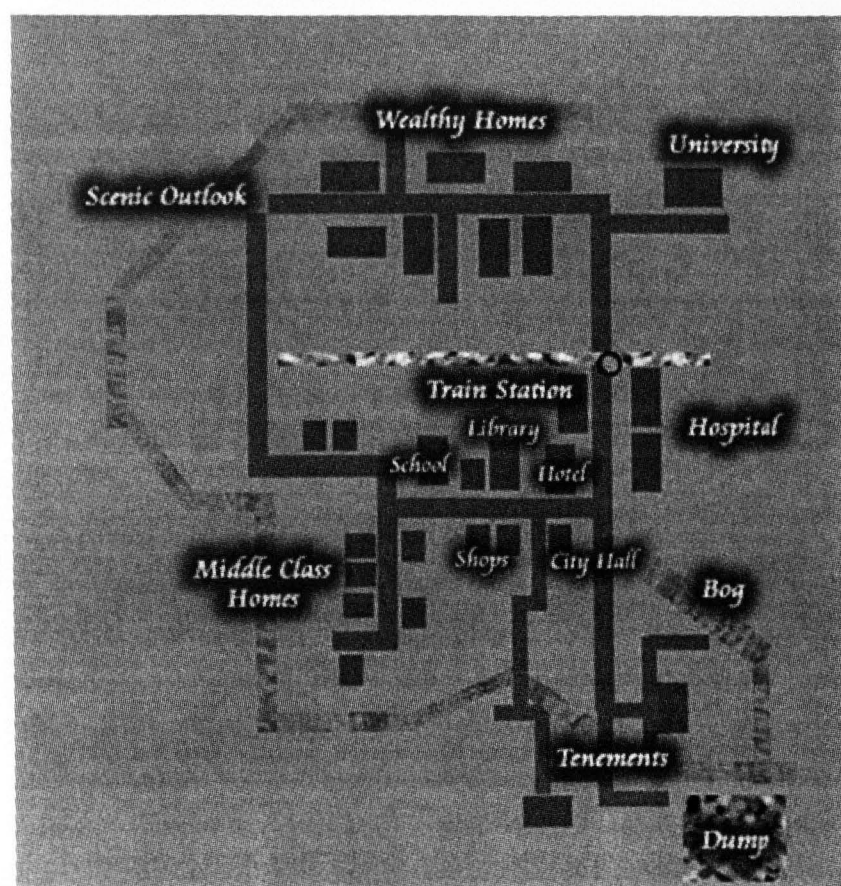 Wealthy Homes
University
Scenic Outlook
Train Station
Library
Hospital
School
Hotel
Shops
City Hall
Middle Class
Homes
Bog
Tenements
Dump